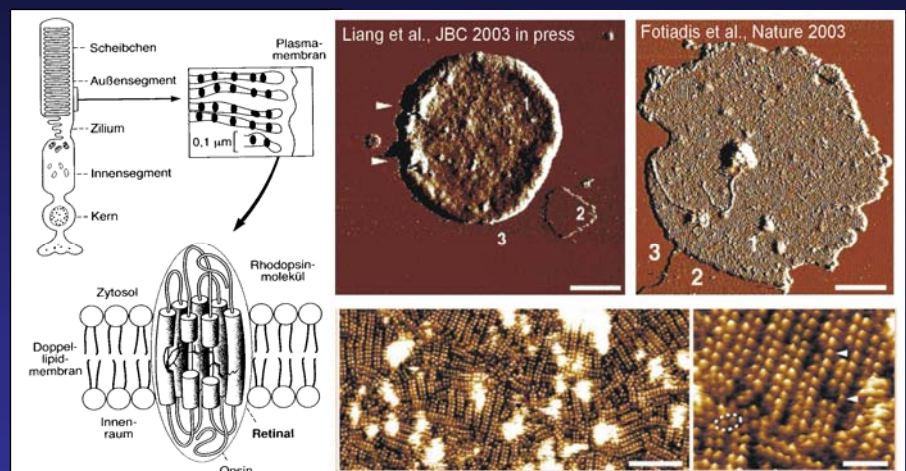 Scheibchen
Außensegment
Zilium
Innensegment
Kern
Plasma-
membran
0,1 µm
Zytosol
Rhodopsin-
molekül
Doppel-
lipid-
membran
Innen-
raum
Retinal
Opsin
Liang et al., JBC 2003 in press
2
3
Fotiadis et al., Nature 2003
1
3
2